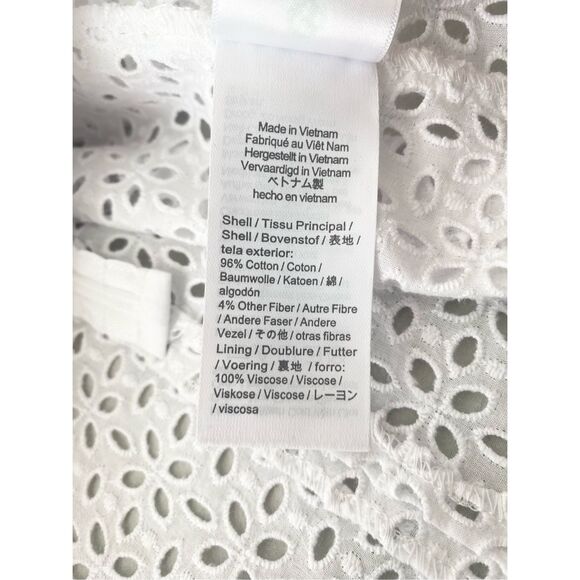 Made in Vietnam
Fabriqué au Viêt Nam
Hergestellt in Vietnam
Vervaardigd in Vietnam
ベトナム製
hecho en vietnam
Shell / Tissu Principal /
Shell / Bovenstof / 表地 /
tela exterior:
96% Cotton / Coton /
Baumwolle / Katoen / 綿 /
algodón
4% Other Fiber / Autre Fibre
/ Andere Faser / Andere
Vezel / その他 / otras fibras
Lining / Doublure / Futter
/ Voering / 裏地 / forro:
100% Viscose / Viscose /
Viskose / Viscose / レーヨン
/ viscosa